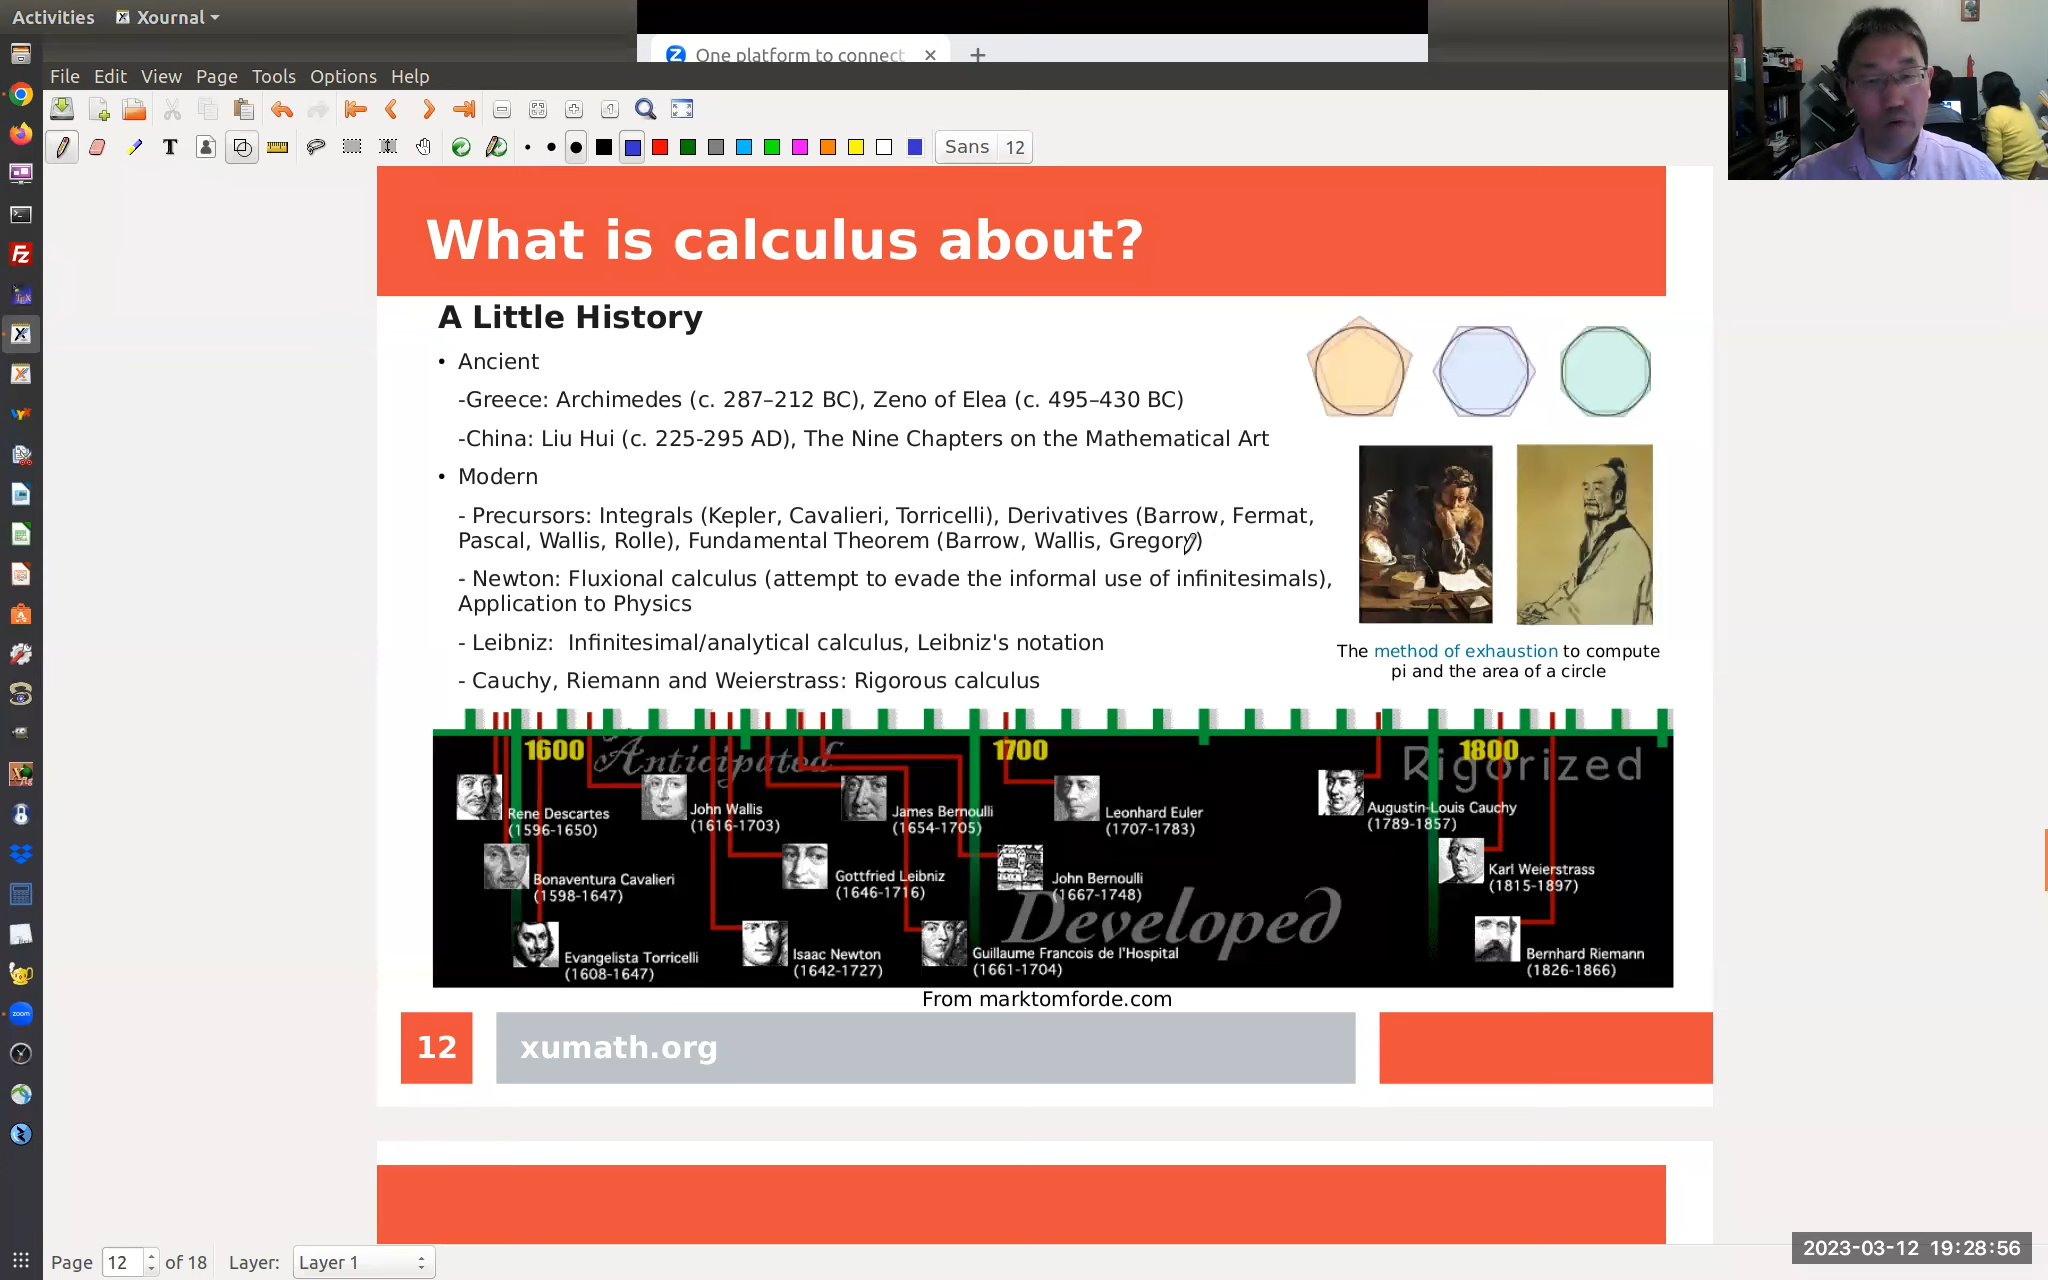 Activities
Xournal
One platform to connect
File Edit View Page Tools Options Help
Sans 12
What is calculus about?
A Little History
• Ancient
-Greece: Archimedes (c. 287–212 BC), Zeno of Elea (c. 495–430 BC)
-China: Liu Hui (c. 225-295 AD), The Nine Chapters on the Mathematical Art
• Modern
- Precursors: Integrals (Kepler, Cavalieri, Torricelli), Derivatives (Barrow, Fermat,
Pascal, Wallis, Rolle), Fundamental Theorem (Barrow, Wallis, Gregory)
- Newton: Fluxional calculus (attempt to evade the informal use of infinitesimals),
Application to Physics
- Leibniz: Infinitesimal/analytical calculus, Leibniz's notation
- Cauchy, Riemann and Weierstrass: Rigorous calculus
The method of exhaustion to compute
pi and the area of a circle
1600
Anticipated
1700
1800
Rigorized
Rene Descartes
(1596-1650)
John Wallis
(1616-1703)
James Bernoulli
(1654-1705)
Leonhard Euler
(1707-1783)
Augustin-Louis Cauchy
(1789-1857)
Bonaventura Cavalieri
(1598-1647)
Gottfried Leibniz
(1646-1716)
John Bernoulli
(1667-1748)
Karl Weierstrass
(1815-1897)
Developed
Evangelista Torricelli
(1608-1647)
Isaac Newton
(1642-1727)
Guillaume Francois de l'Hospital
(1661-1704)
Bernhard Riemann
(1826-1866)
From marktomforde.com
12
xumath.org
Page 12 of 18 Layer: Layer 1
2023-03-12 19:28:56
zoom